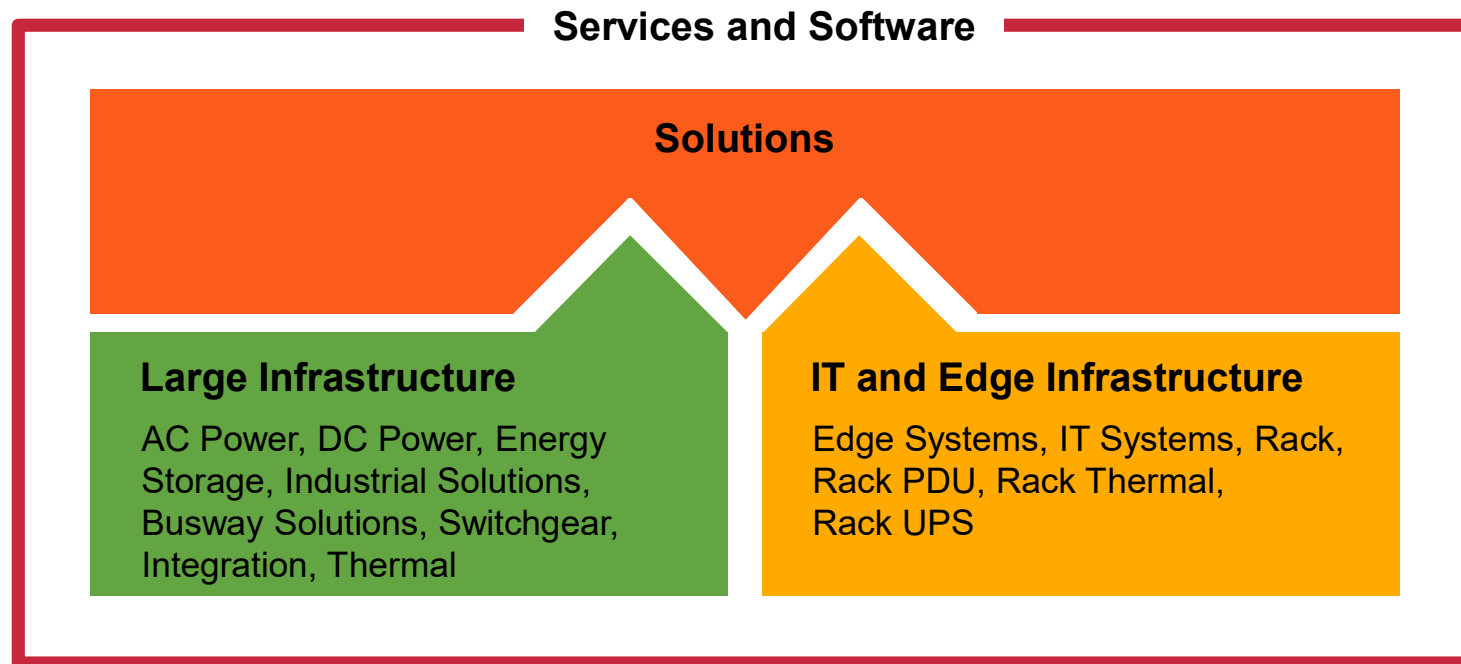 Services and Software
Solutions
Large Infrastructure
AC Power, DC Power, Energy
Storage, Industrial Solutions,
Busway Solutions, Switchgear,
Integration, Thermal
IT and Edge Infrastructure
Edge Systems, IT Systems, Rack,
Rack PDU, Rack Thermal,
Rack UPS